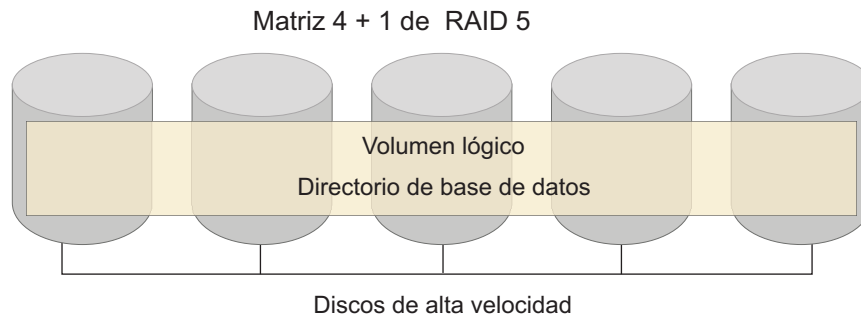 Matriz 4 + 1 de RAID 5
Volumen lógico
Directorio de base de datos
Discos de alta velocidad